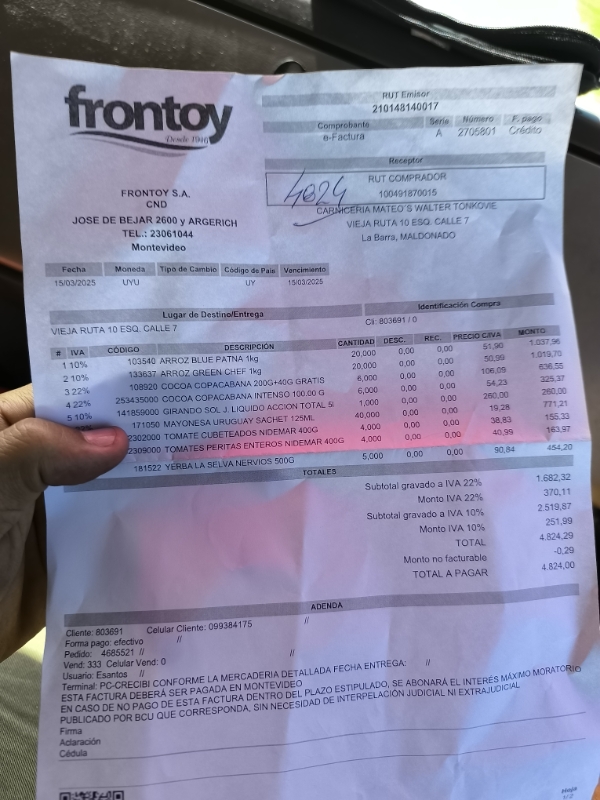 frontoy
Desde 1946
RUT Emisor
210148140017
Comprobante Serie Número F. pago
e-Factura A 2705801 Crédito
Receptor
RUT COMPRADOR
100491870015
4824
CARNICERIA MATEO´S WALTER TONKOVIE
VIEJA RUTA 10 ESQ. CALLE 7
La Barra, MALDONADO
FRONTOY S.A.
CND
JOSE DE BEJAR 2600 y ARGERICH
TEL.: 23061044
Montevideo
Fecha Moneda Tipo de Cambio Código de País Vencimiento
15/03/2025 UYU UY 15/03/2025
Lugar de Destino/Entrega Identificación Compra
VIEJA RUTA 10 ESQ. CALLE 7 Cli: 803691 / 0
# IVA CÓDIGO DESCRIPCIÓN CANTIDAD DESC. REC. PRECIO C/IVA MONTO
1 10% 103540 ARROZ BLUE PATNA 1kg 20,000 0,00 0,00 51,90 1.037,96
2 10% 133637 ARROZ GREEN CHEF 1kg 20,000 0,00 0,00 50,99 1.019,70
3 22% 108920 COCOA COPACABANA 200G+40G GRATIS 6,000 0,00 0,00 106,09 636,55
4 22% 253435000 COCOA COPACABANA INTENSO 100.00 G 6,000 0,00 0,00 54,23 325,37
5 10% 141859000 GIRANDO SOL J. LIQUIDO ACCION TOTAL 5l 1,000 0,00 0,00 260,00 260,00
171050 MAYONESA URUGUAY SACHET 125ML 40,000 0,00 0,00 19,28 771,21
2302000 TOMATE CUBETEADOS NIDEMAR 400G 4,000 0,00 0,00 38,83 155,33
2309000 TOMATES PERITAS ENTEROS NIDEMAR 400G 4,000 0,00 0,00 40,99 163,97
181522 YERBA LA SELVA NERVIOS 500G 5,000 0,00 0,00 90,84 454,20
TOTALES
Subtotal gravado a IVA 22% 1.682,32
Monto IVA 22% 370,11
Subtotal gravado a IVA 10% 2.519,87
Monto IVA 10% 251,99
TOTAL 4.824,29
Monto no facturable -0,29
TOTAL A PAGAR 4.824,00
ADENDA
Cliente: 803691 Celular Cliente: 099384175 //
Forma pago: efectivo //
Pedido: 4685521 // //
Vend: 333 Celular Vend: 0
Usuario: Esantos //
Terminal: PC-CRECIBI CONFORME LA MERCADERIA DETALLADA FECHA ENTREGA: //
ESTA FACTURA DEBERÁ SER PAGADA EN MONTEVIDEO
EN CASO DE NO PAGO DE ESTA FACTURA DENTRO DEL PLAZO ESTIPULADO, SE ABONARÁ EL INTERÉS MÁXIMO MORATORIO
PUBLICADO POR BCU QUE CORRESPONDA, SIN NECESIDAD DE INTERPELACIÓN JUDICIAL NI EXTRAJUDICIAL
Firma
Aclaración
Cédula